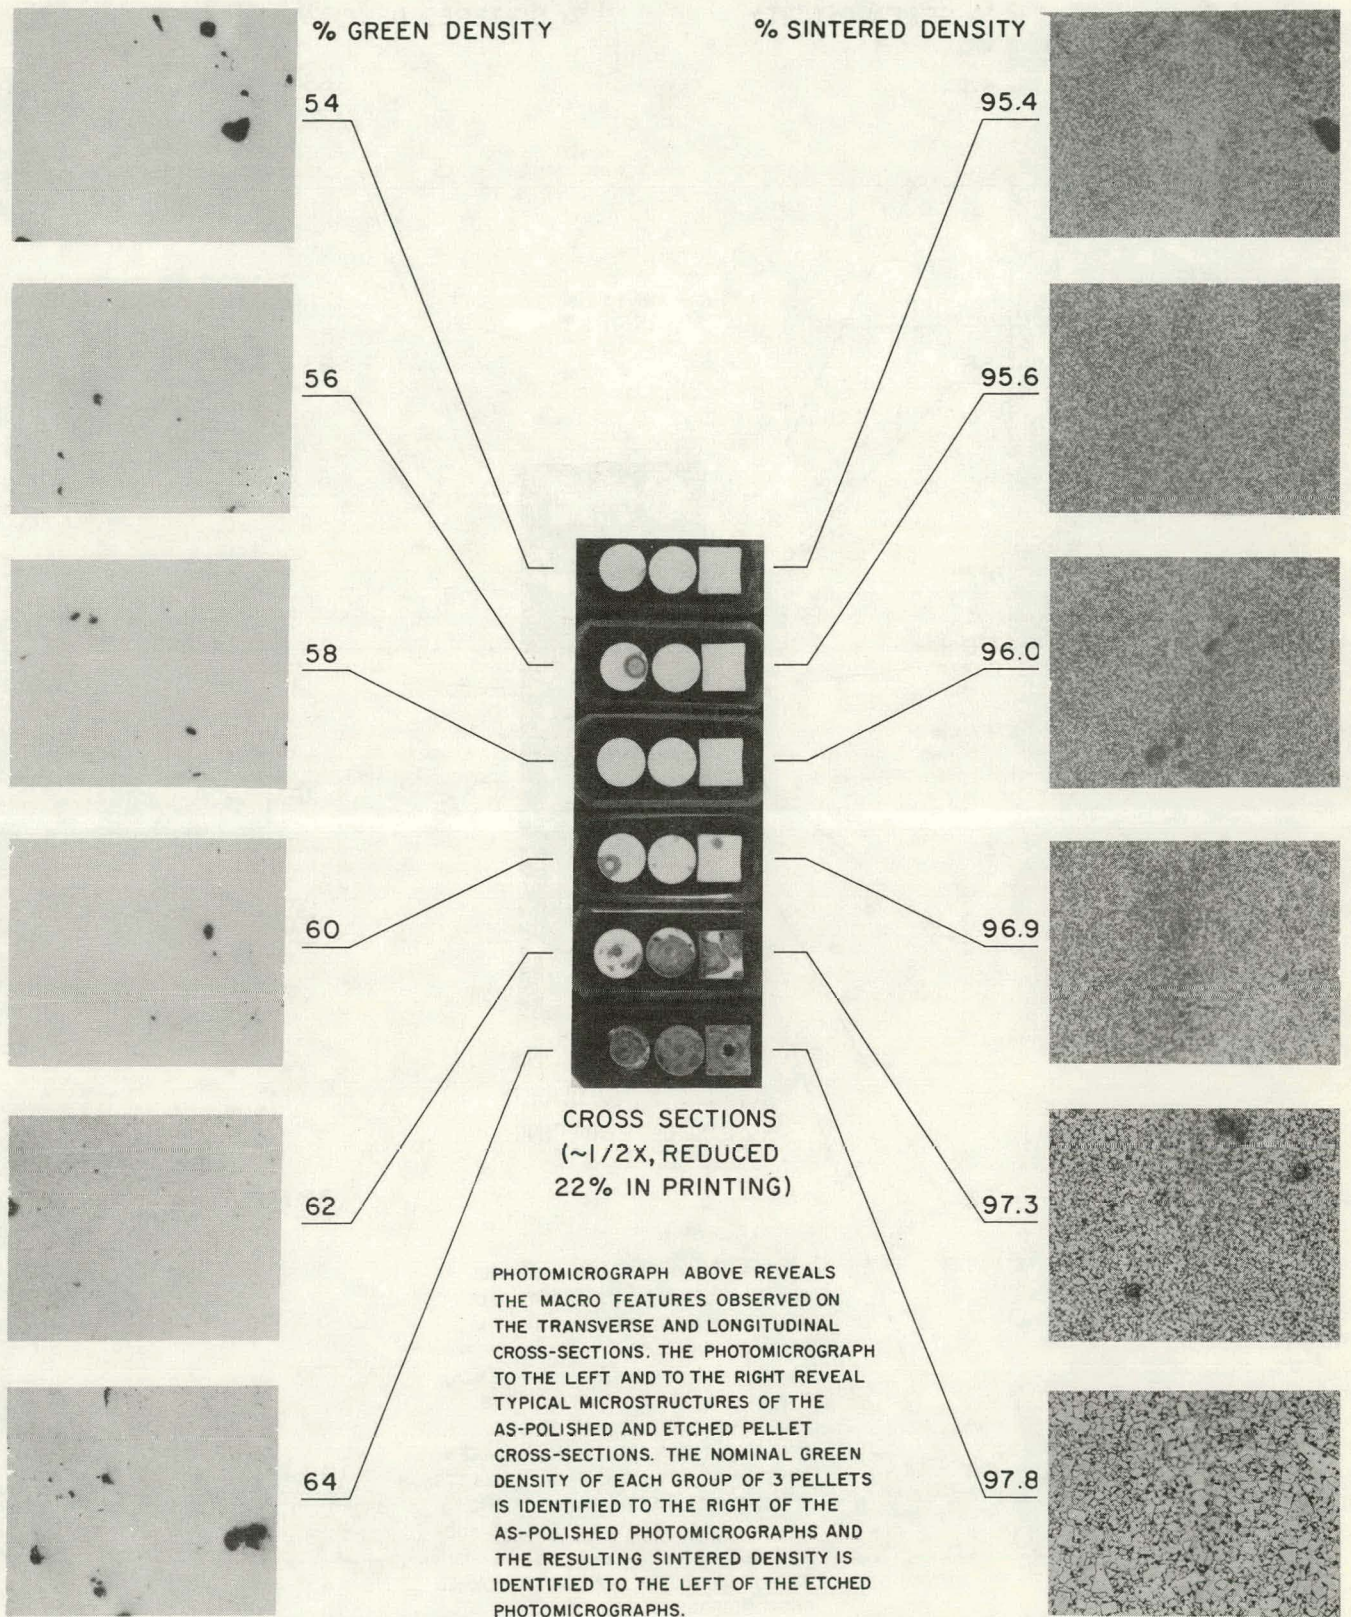 % GREEN DENSITY
% SINTERED DENSITY
54
95.4
56
95.6
58
96.0
60
96.9
62
97.3
64
97.8
CROSS SECTIONS
(~1/2X, REDUCED
22% IN PRINTING)
PHOTOMICROGRAPH ABOVE REVEALS
THE MACRO FEATURES OBSERVED ON
THE TRANSVERSE AND LONGITUDINAL
CROSS-SECTIONS. THE PHOTOMICROGRAPH
TO THE LEFT AND TO THE RIGHT REVEAL
TYPICAL MICROSTRUCTURES OF THE
AS-POLISHED AND ETCHED PELLET
CROSS-SECTIONS. THE NOMINAL GREEN
DENSITY OF EACH GROUP OF 3 PELLETS
IS IDENTIFIED TO THE RIGHT OF THE
AS-POLISHED PHOTOMICROGRAPHS AND
THE RESULTING SINTERED DENSITY IS
IDENTIFIED TO THE LEFT OF THE ETCHED
PHOTOMICROGRAPHS.